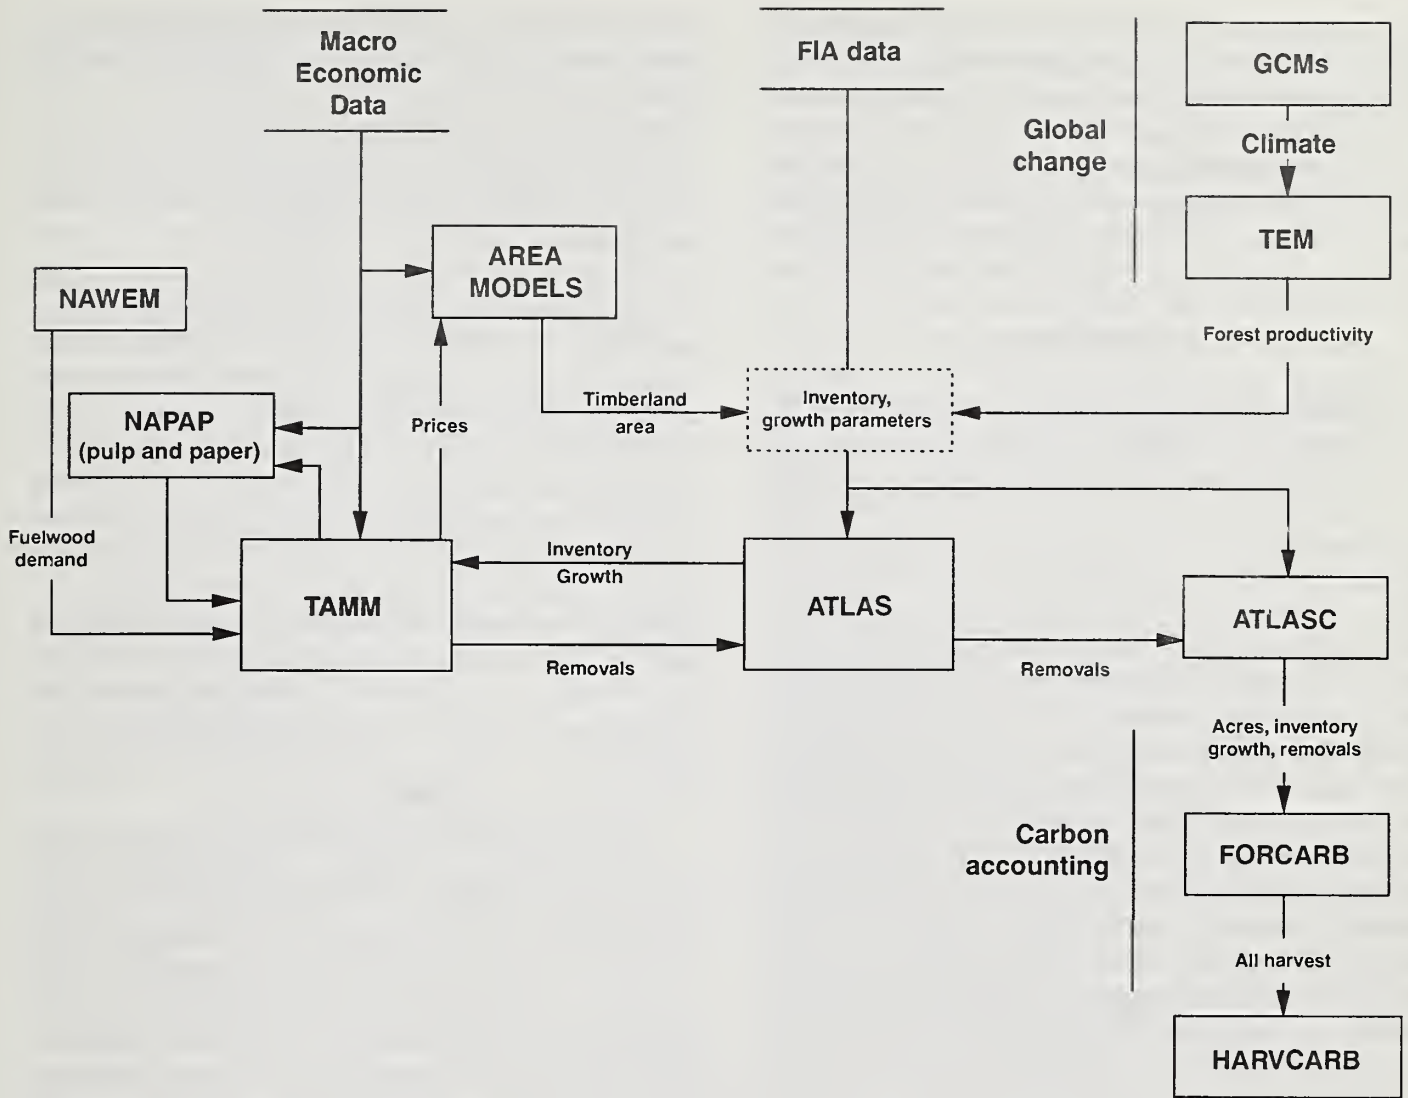 Macro
Economic
Data
FIA data
GCMs
Global
change
Climate
TEM
AREA
MODELS
NAWEM
Forest productivity
NAPAP
(pulp and paper)
Prices
Timberland
area
Inventory,
growth parameters
Fuelwood
demand
TAMM
Inventory
Growth
Removals
ATLAS
Removals
ATLASC
Acres, inventory
growth, removals
Carbon
accounting
FORCARB
All harvest
HARVCARB